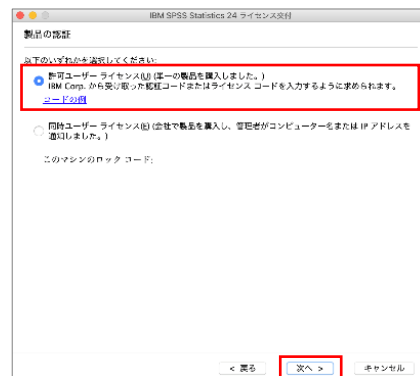 IBM SPSS Statistics 24 ライセンス交付
製品の認証
以下のいずれかを選択してください:
許可ユーザー ライセンス(U) (単一の製品を購入しました。)
IBM Corp. から受け取った認証コードまたはライセンス コードを入力するように求められます。
コードの例
同時ユーザー ライセンス(E) (会社で製品を購入し、管理者がコンピューター名または IP アドレスを
通知しました。)
このマシンのロック コード:
< 戻る
次へ >
キャンセル